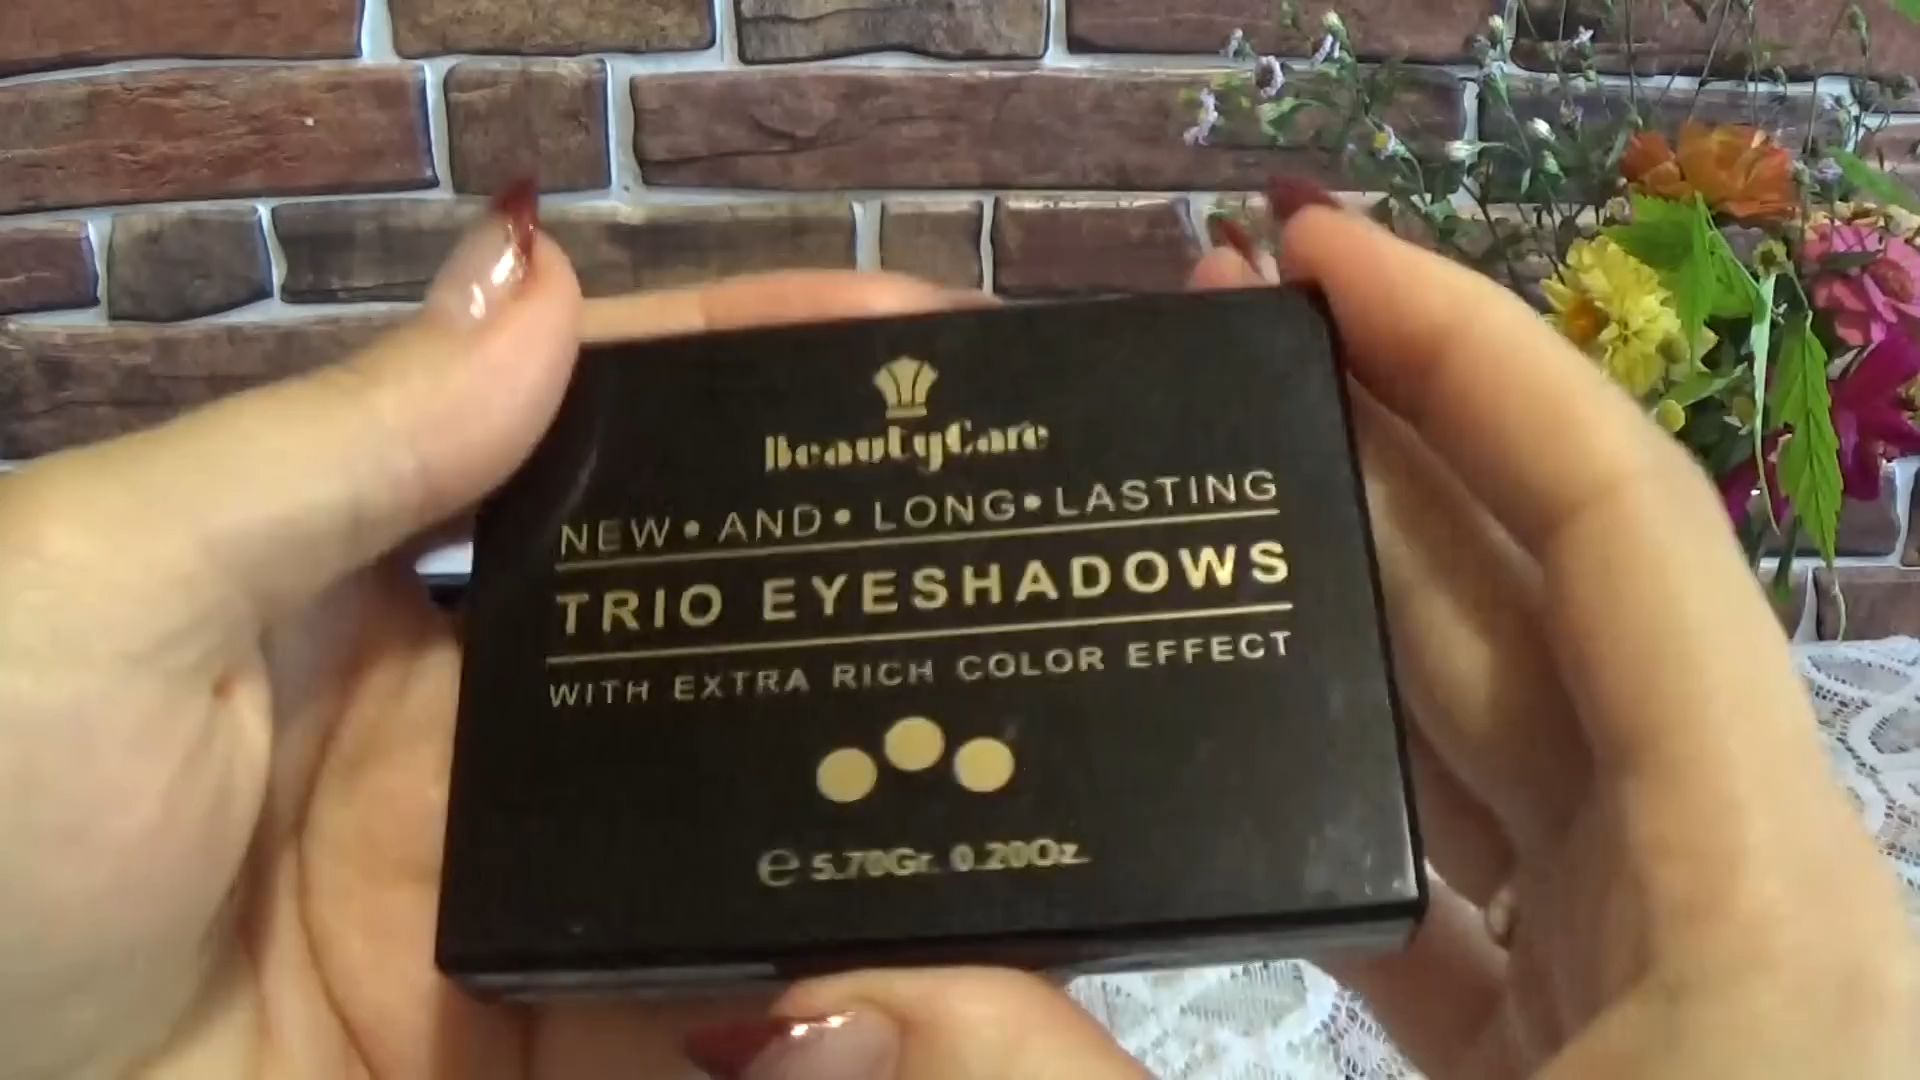 BeautyCare
NEW • AND • LONG • LASTING
TRIO EYESHADOWS
WITH EXTRA RICH COLOR EFFECT
℮ 5.70Gr. 0.20Oz.